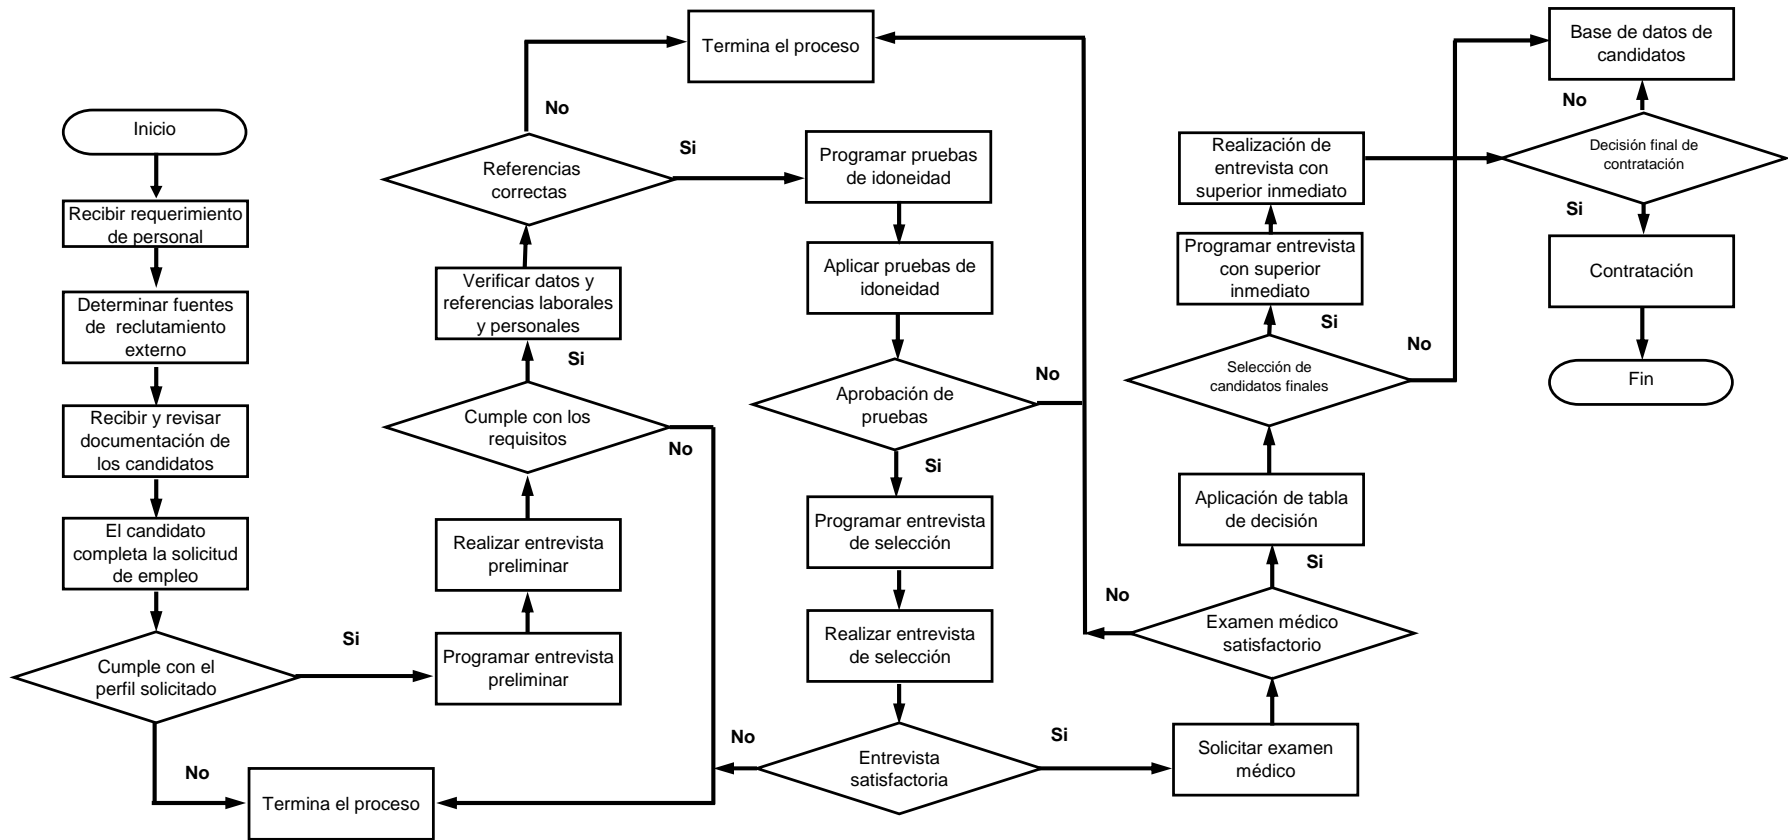 Inicio
Recibir requerimiento
de personal
Determinar fuentes
de reclutamiento
externo
Recibir y revisar
documentación de
los candidatos
El candidato
completa la solicitud
de empleo
Cumple con el
perfil solicitado
Si
No
Termina el proceso
Programar entrevista
preliminar
Realizar entrevista
preliminar
Cumple con los
requisitos
Si
No
Verificar datos y
referencias laborales
y personales
Referencias
correctas
No
Si
Termina el proceso
Programar pruebas
de idoneidad
Aplicar pruebas de
idoneidad
Aprobación de
pruebas
No
Si
Programar entrevista
de selección
Realizar entrevista
de selección
Entrevista
satisfactoria
No
Si
Solicitar examen
médico
Examen médico
satisfactorio
No
Si
Aplicación de tabla
de decisión
Selección de
candidatos finales
Si
No
Programar entrevista
con superior
inmediato
Realización de
entrevista con
superior inmediato
Decisión final de
contratación
No
Si
Base de datos de
candidatos
Contratación
Fin